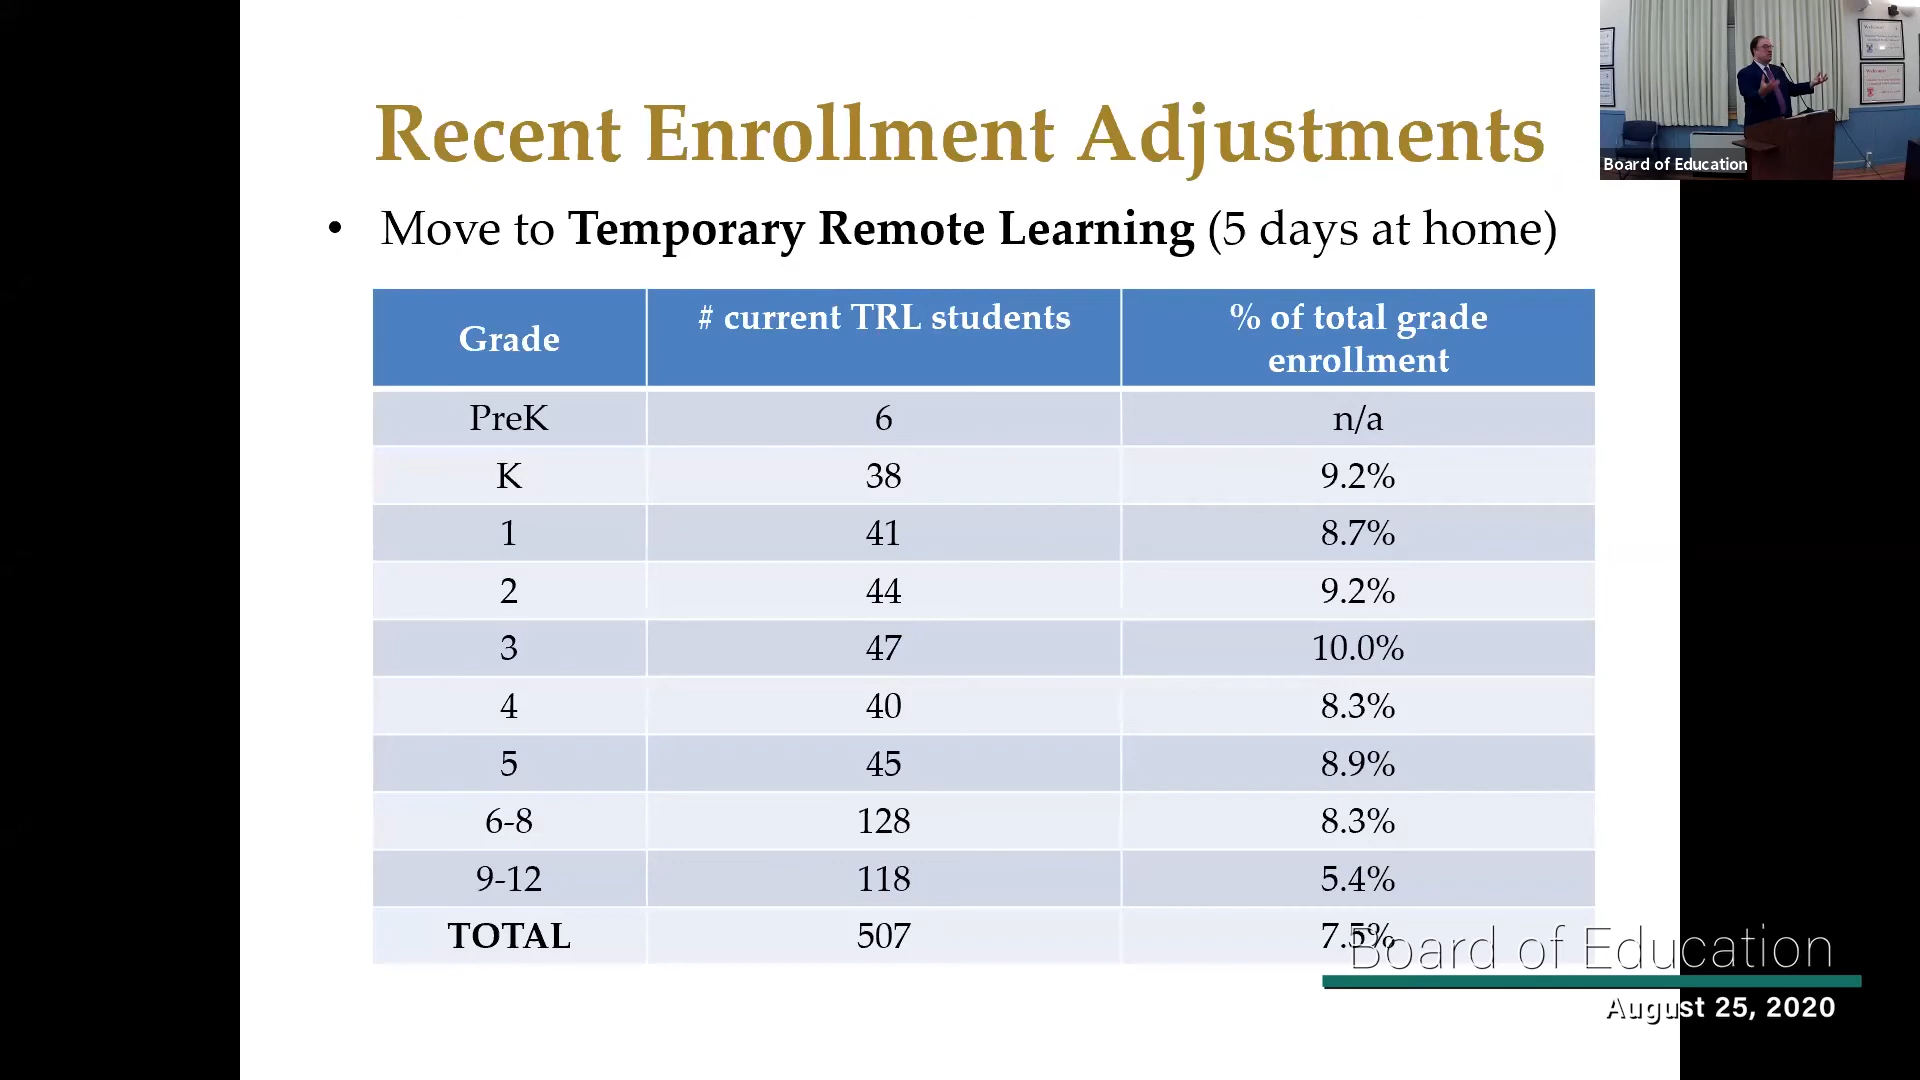 Recent Enrollment Adjustments
• Move to Temporary Remote Learning (5 days at home)
Grade # current TRL students % of total grade enrollment
PreK 6 n/a
K 38 9.2%
1 41 8.7%
2 44 9.2%
3 47 10.0%
4 40 8.3%
5 45 8.9%
6-8 128 8.3%
9-12 118 5.4%
TOTAL 507 7.5%
Board of Education
Board of Education
August 25, 2020